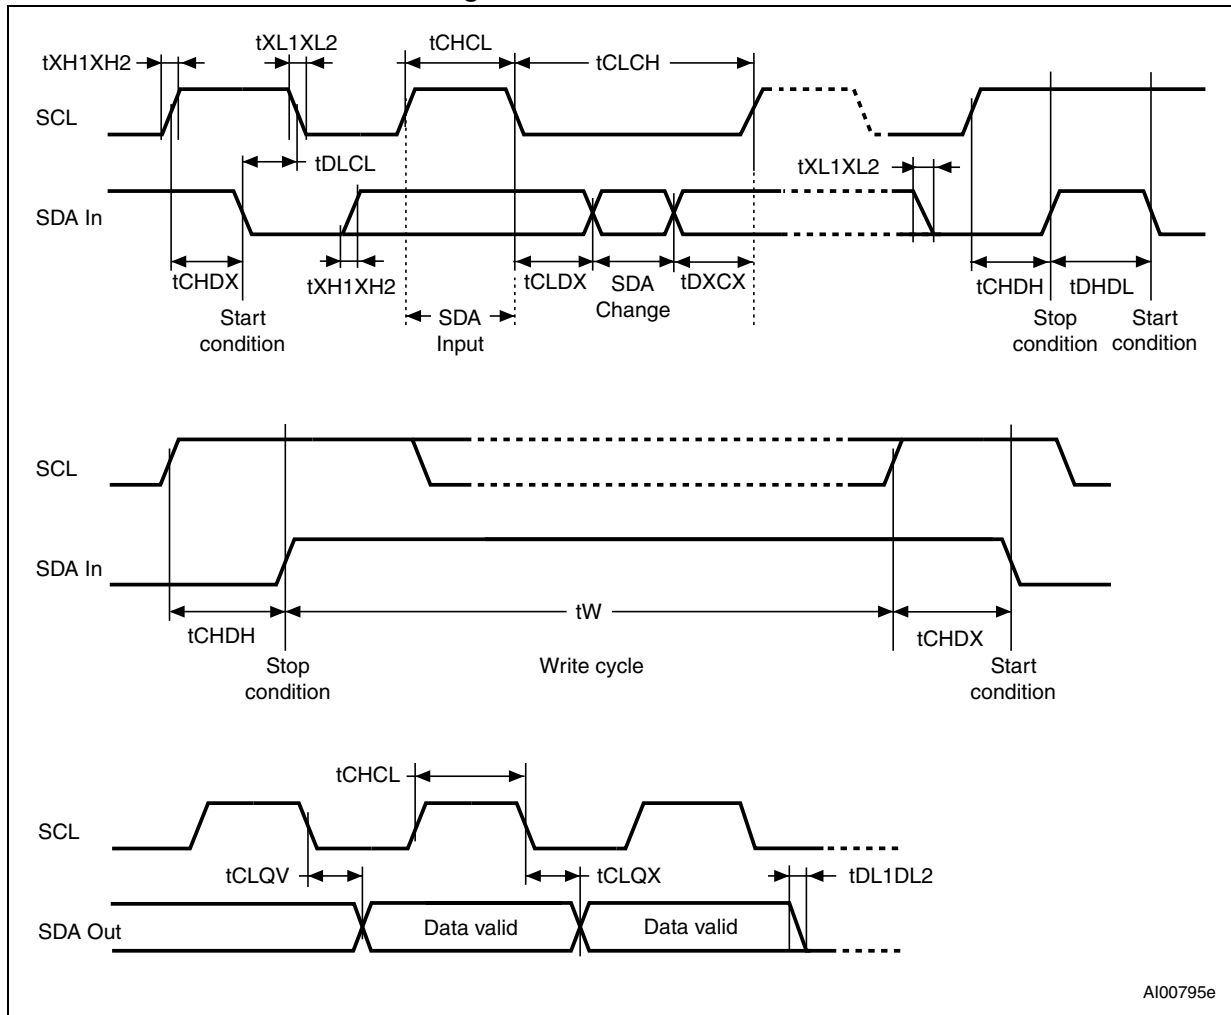 tXH1XH2
tXL1XL2
tCHCL
tCLCH
SCL
tDLCL
tXL1XL2
SDA In
tCHDX
tXH1XH2
tCLDX
SDA
Change
tDXCX
tCHDH
tDHDL
Start
condition
SDA
Input
Stop
condition
Start
condition
SCL
SDA In
tCHDH
tW
tCHDX
Stop
condition
Write cycle
Start
condition
tCHCL
SCL
tCLQV
tCLQX
tDL1DL2
SDA Out
Data valid
Data valid
AI00795e